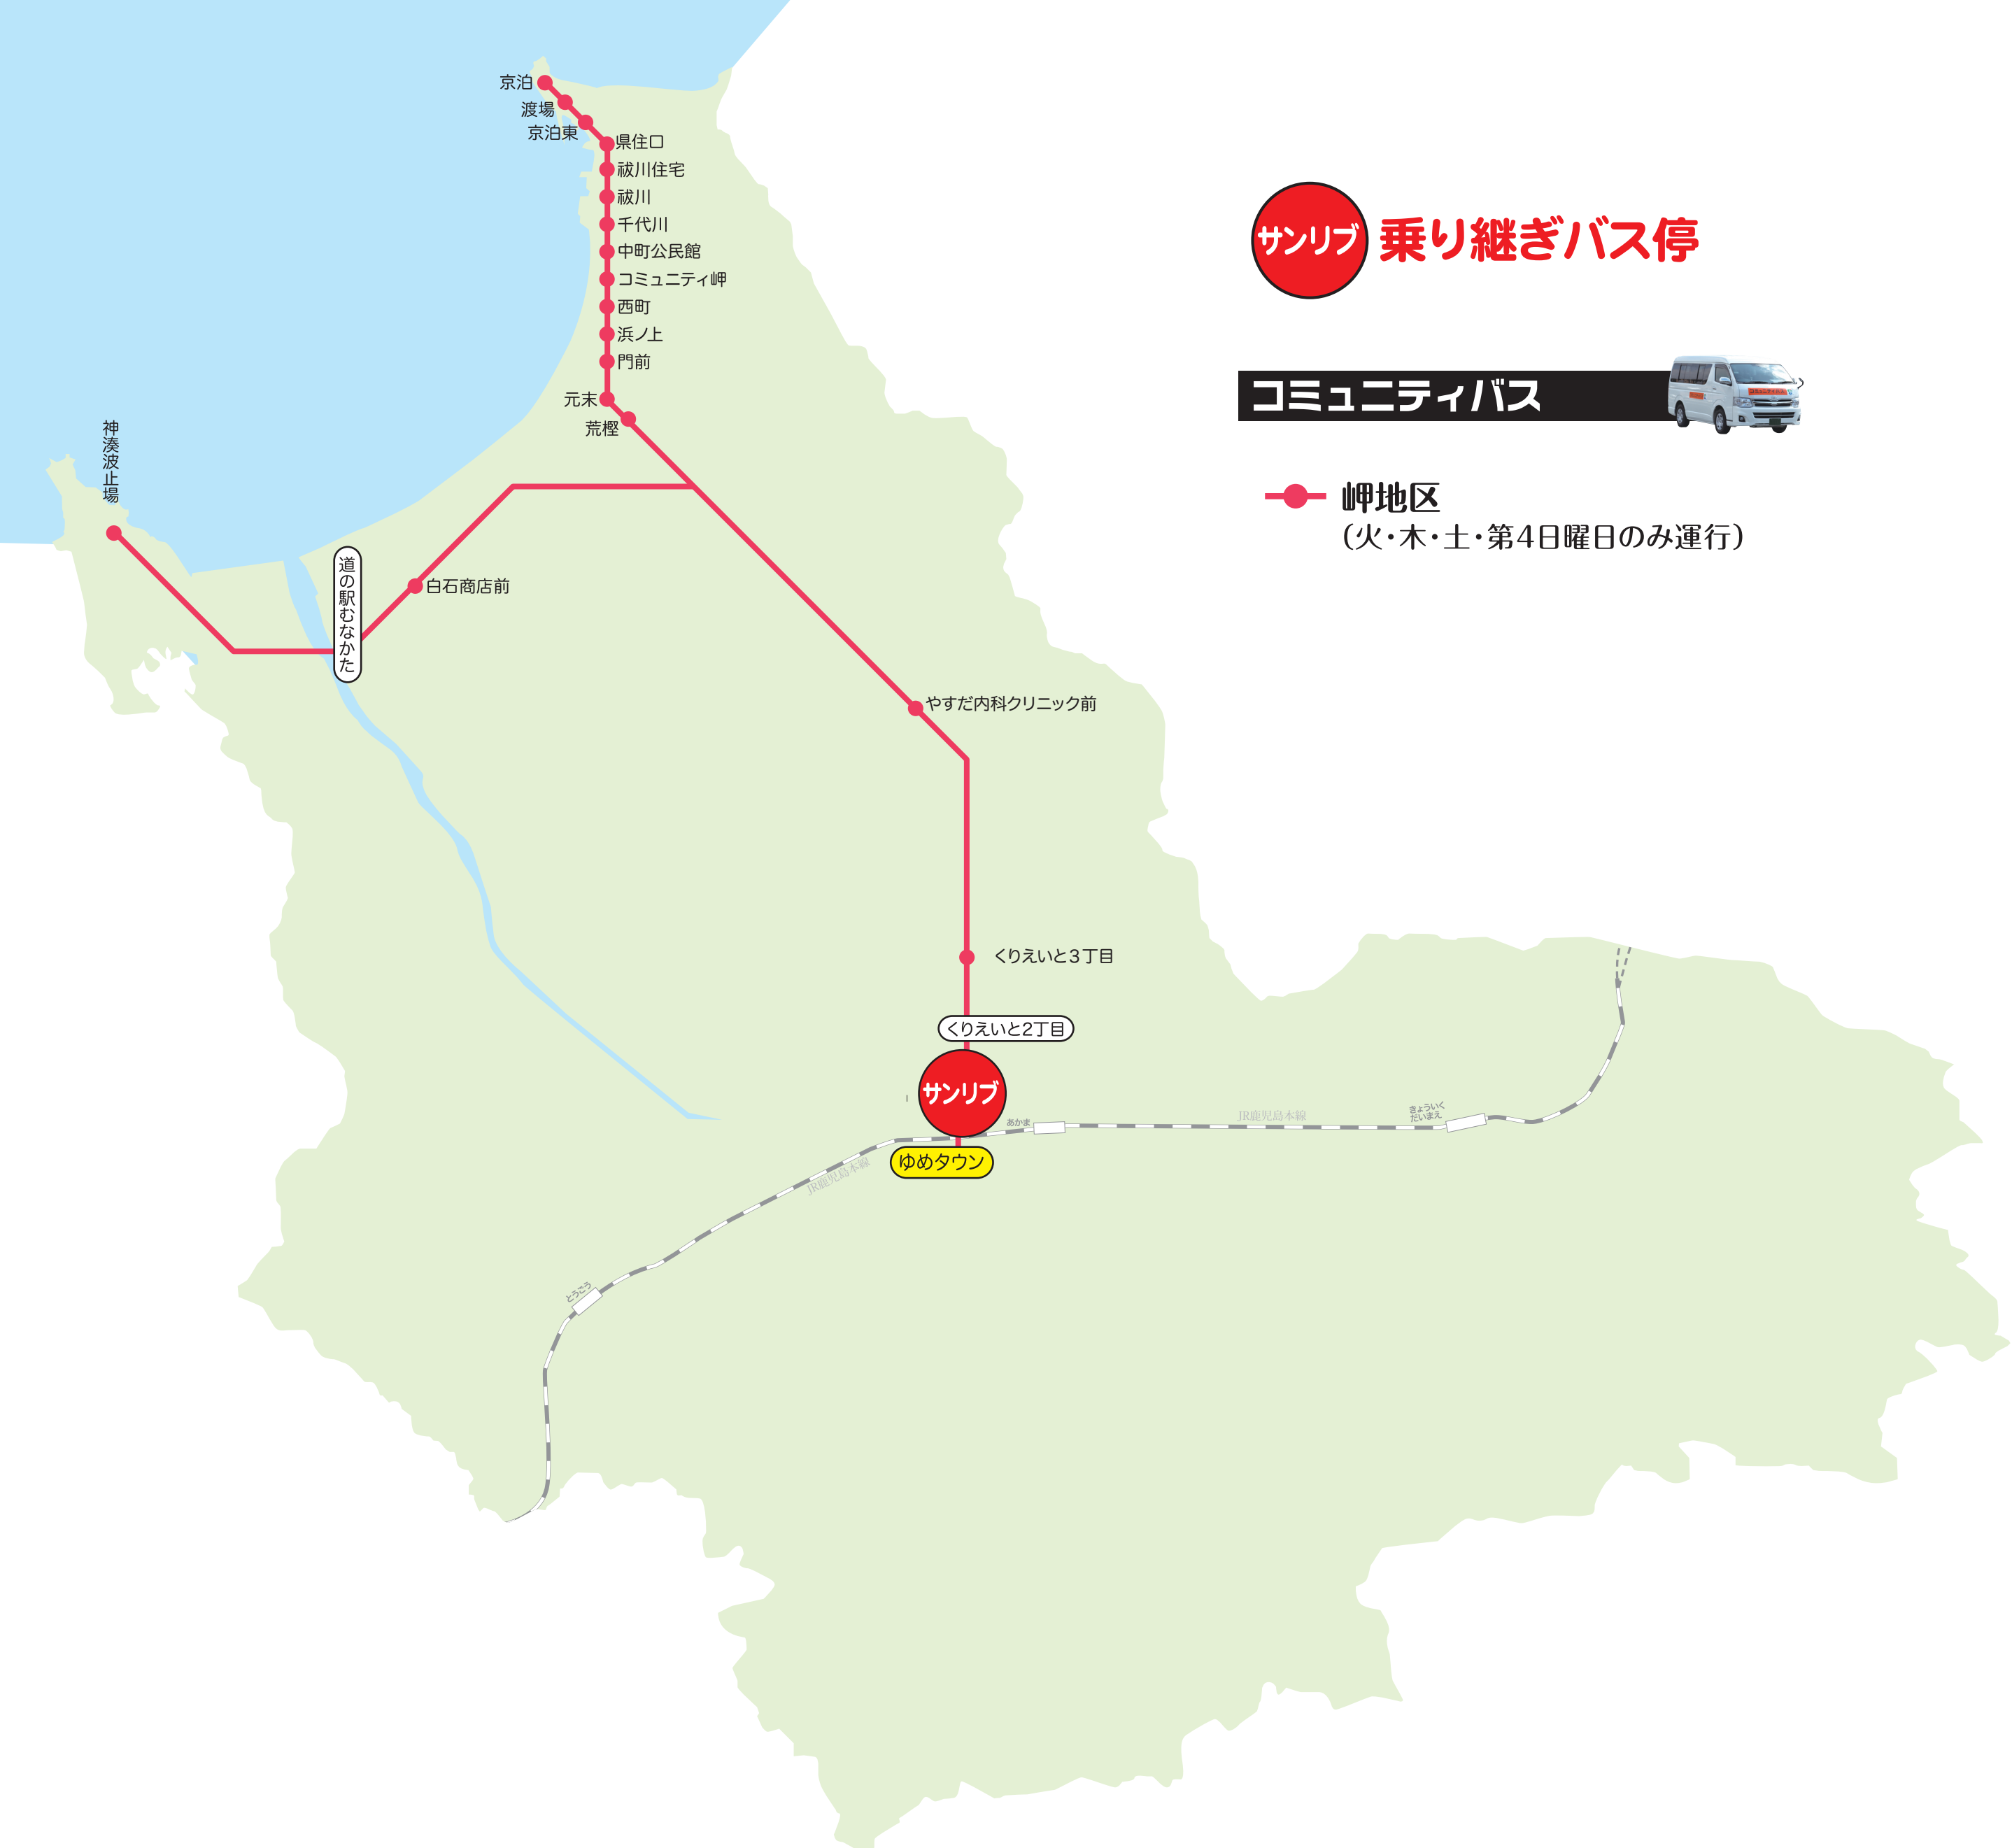 京泊
渡場
京泊東
県住口
祓川住宅
祓川
千代川
中町公民館
コミュニティ岬
西町
浜ノ上
門前
元末
荒樫
神湊波止場
道の駅むなかた
白石商店前
やすだ内科クリニック前
くりえいと3丁目
くりえいと2丁目
サンリブ
ゆめタウン
あかま
JR鹿児島本線
きょういく
だいまえ
JR鹿児島本線
とうごう
サンリブ 乗り継ぎバス停
コミュニティバス
岬地区
(火・木・土・第4日曜日のみ運行)